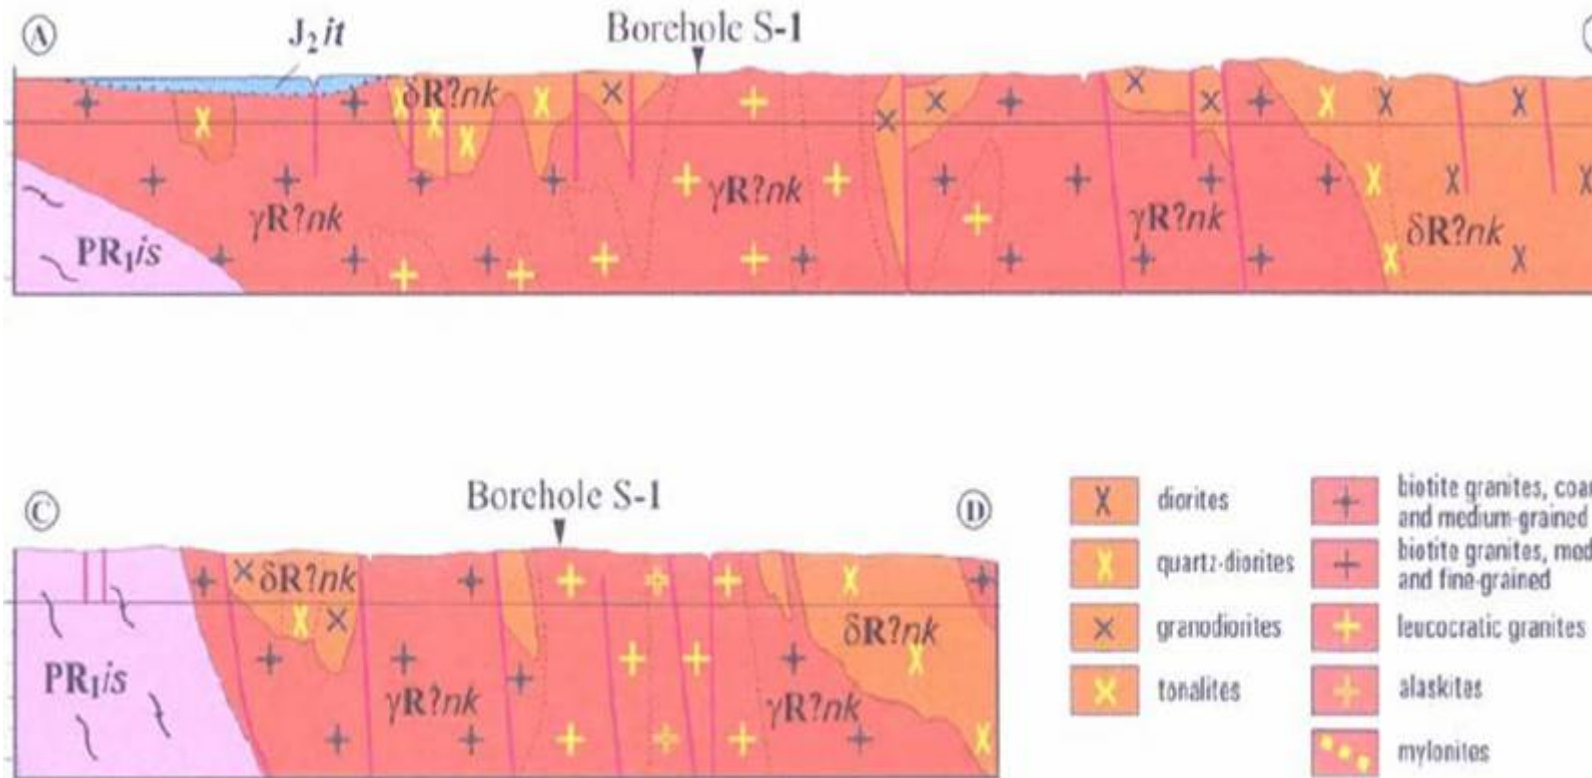 A
J₂it
Borehole S-1
δR?nk
γR?nk
γR?nk
γR?nk
PR₁is
δR?nk
C
Borehole S-1
D
δR?nk
δR?nk
PR₁is
γR?nk
γR?nk
diorites
quartz-diorites
granodiorites
tonalites
biotite granites,
and medium-grained
biotite granites,
and fine-grained
leucocratic granites
alaskites
mylonites